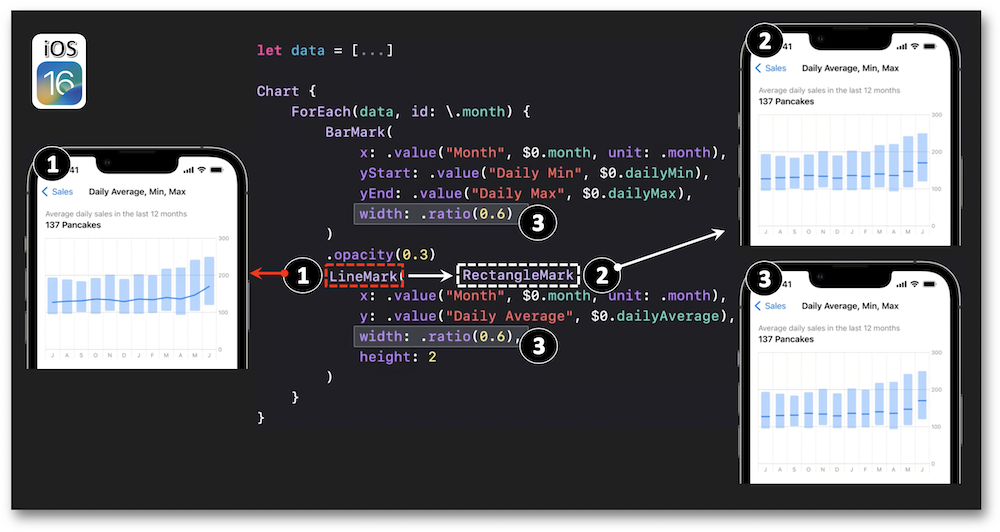 iOS
16
let data = [...]
Chart {
ForEach(data, id: \.month) {
BarMark(
x: .value("Month", $0.month, unit: .month),
yStart: .value("Daily Min", $0.dailyMin),
yEnd: .value("Daily Max", $0.dailyMax),
width: .ratio(0.6)
3
)
.opacity(0.3)
1
LineMark(
RectangleMark
2
x: .value("Month", $0.month, unit: .month),
y: .value("Daily Average", $0.dailyAverage),
width: .ratio(0.6),
3
height: 2
)
}
}
1
41
Sales
Daily Average, Min, Max
Average daily sales in the last 12 months
137 Pancakes
300
200
100
0
J A S O N D J F M A M J
2
41
Sales
Daily Average, Min, Max
Average daily sales in the last 12 months
137 Pancakes
300
200
100
0
J A S O N D J F M A M J
3
41
Sales
Daily Average, Min, Max
Average daily sales in the last 12 months
137 Pancakes
300
200
100
0
J A S O N D J F M A M J